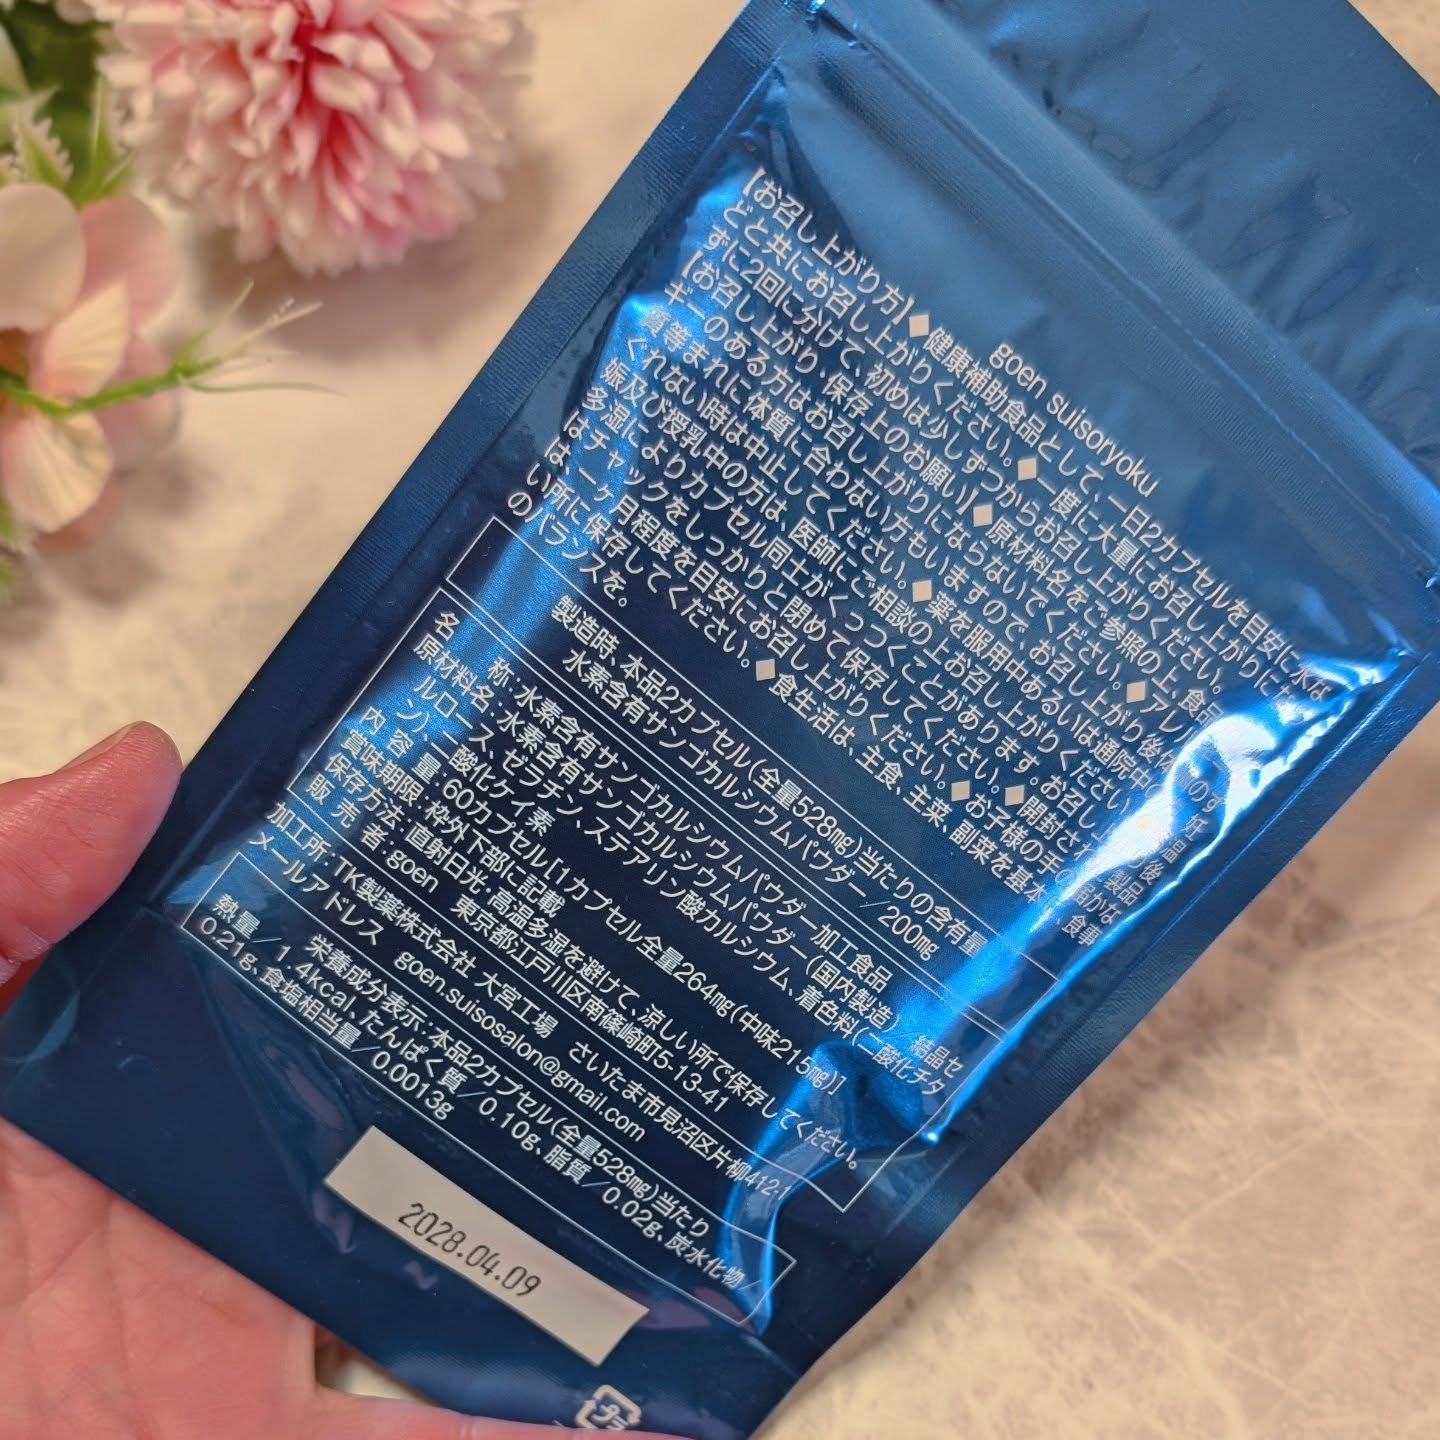 goen suisoryoku
【お召し上がり方】◆健康補助食品として、一日2カプセルを目安に、水な
どと共にお召し上がりください。◆一度に大量にお召し上がりになら
ずに2回に分けて、初めは少しずつからお召し上がりください。
【お召し上がり、保存上のお願い】◆原材料名をご参照の上、食品アレル
ギーのある方はお召し上がりにならないでください。◆アレ
質等まれに体質に合わない方もいますので、お召し上がり後
ぐれない時は中止してください。◆薬を服用中あるいは通院中の
娠及び授乳中の方は、医師にご相談の上お召し上がりください。
多湿によりカプセル同士がくっつくことがあります。お召し上
はチャックをしっかりと閉めて保存してください。◆開封さ
は、一ヶ月程度を目安にお召し上がりください。◆お子様の手の届かな
い所に保存してください。◆食生活は、主食、主菜、副菜を基本に、食事
のバランスを。
製造時、本品2カプセル(全量528mg)当たりの含有量
水素含有サンゴカルシウムパウダー/200mg
名 称:水素含有サンゴカルシウムパウダー加工食品
原材料名:水素含有サンゴカルシウムパウダー(国内製造)/結晶セ
ルロース、ゼラチン、ステアリン酸カルシウム、着色料(二酸化チタ
ン)、二酸化ケイ素
内 容 量:60カプセル[1カプセル全量264mg(中味215mg)]
賞味期限:枠外下部に記載
保存方法:直射日光・高温多湿を避けて、涼しい所で保存してください。
販 売 者:goen 東京都江戸川区南篠崎町5-13-41
加工所:TK製薬株式会社 大宮工場 さいたま市見沼区片柳412-1
メールアドレス goen.suisosalon@gmail.com
栄養成分表示:本品2カプセル(全量528mg)当たり
熱量/1.4kcal、たんぱく質/0.10g、脂質/0.02g、炭水化物/
0.21g、食塩相当量/0.0013g
2028.04.09
プラ